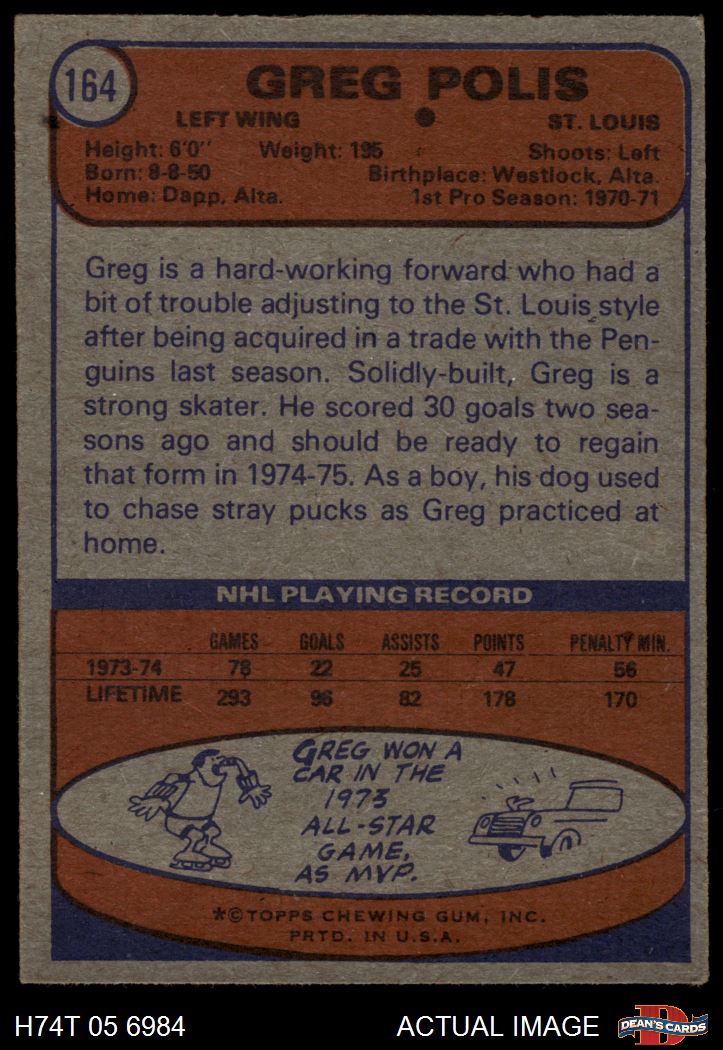 164
GREG POLIS
LEFT WING
ST. LOUIS
Height: 6'0" Weight: 195 Shoots: Left
Born: 8-8-50 Birthplace: Westlock, Alta.
Home: Dapp, Alta. 1st Pro Season: 1970-71
Greg is a hard-working forward who had a
bit of trouble adjusting to the St. Louis style
after being acquired in a trade with the Pen-
guins last season. Solidly-built, Greg is a
strong skater. He scored 30 goals two sea-
sons ago and should be ready to regain
that form in 1974-75. As a boy, his dog used
to chase stray pucks as Greg practiced at
home.
NHL PLAYING RECORD
GAMES GOALS ASSISTS POINTS PENALTY MIN.
1973-74 78 22 25 47 56
LIFETIME 293 96 82 178 170
GREG WON A
CAR IN THE
1973
ALL-STAR
GAME,
AS MVP.
*©TOPPS CHEWING GUM, INC.
PRTD. IN U.S.A.
H74T 05 6984 ACTUAL IMAGE
D
DEAN'S CARDS